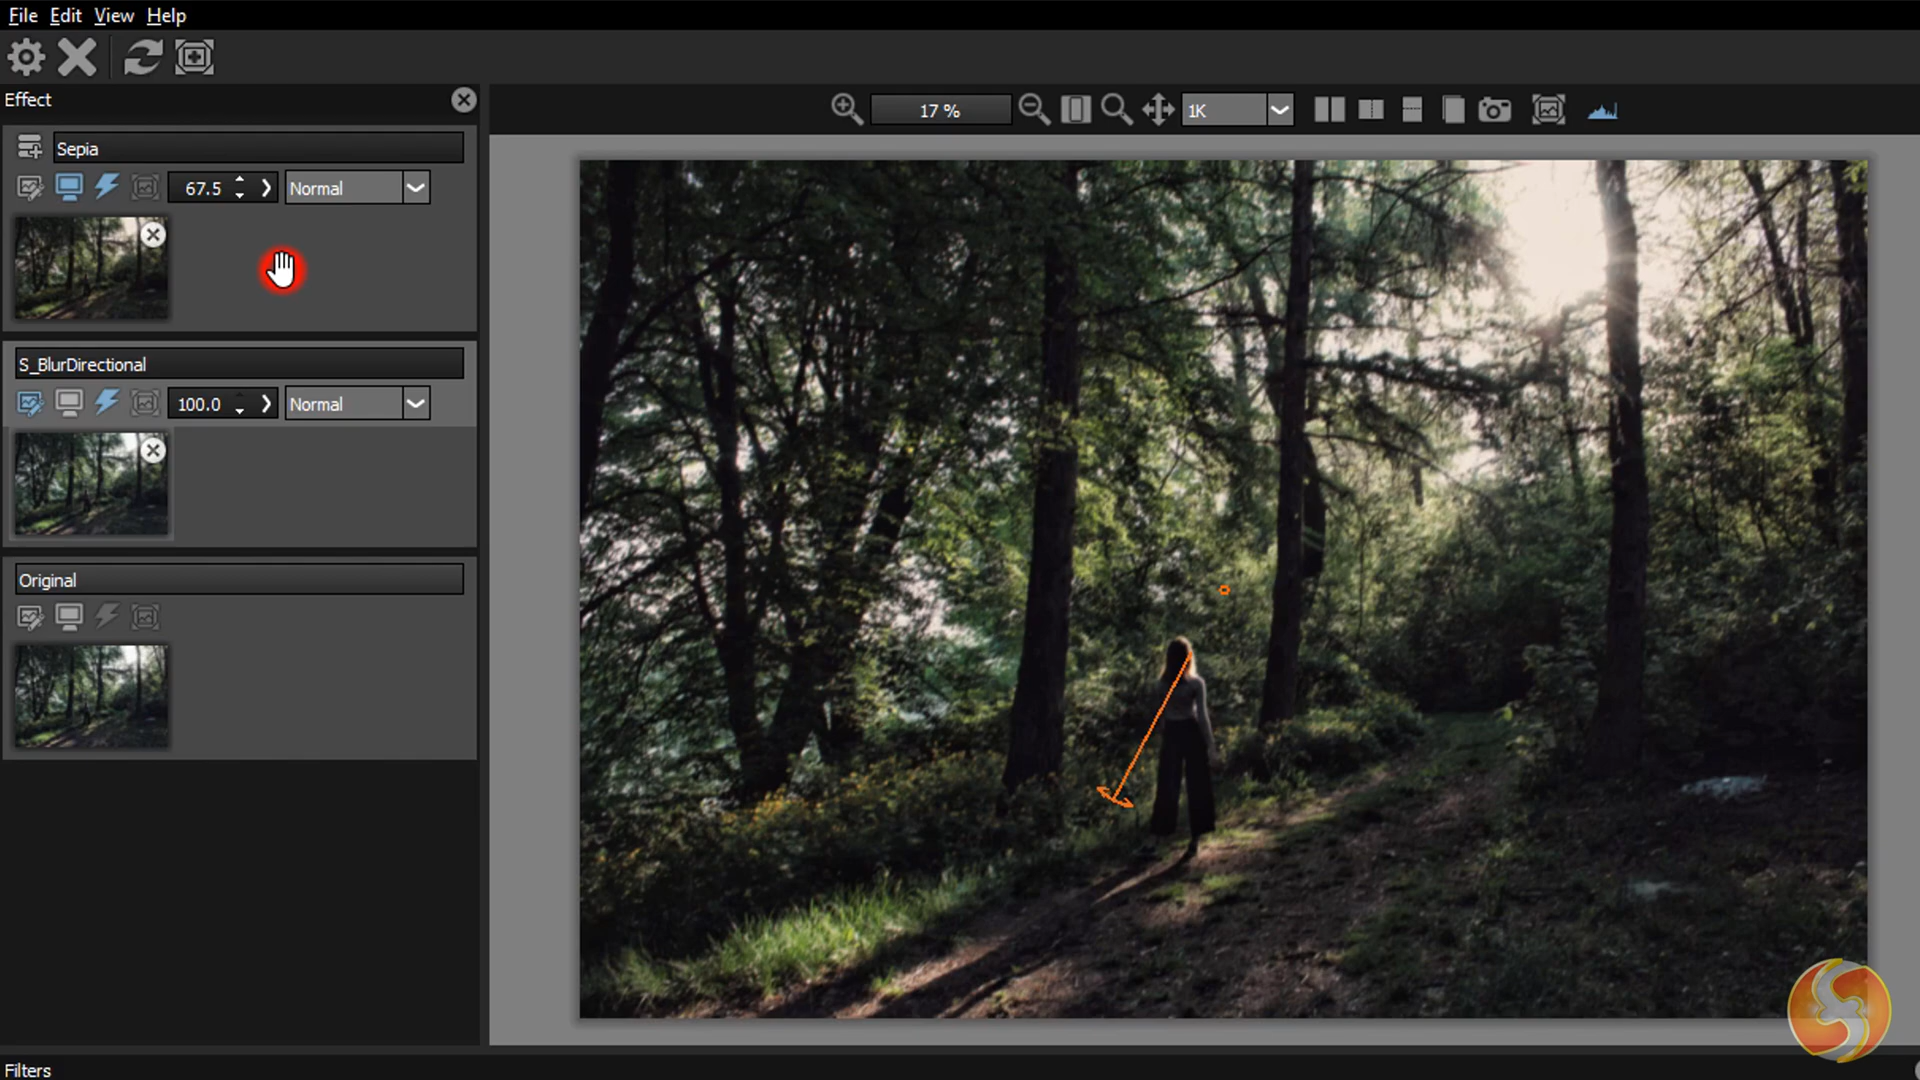 File Edit View Help
Effect
17 %
1K
Sepia
67.5 Normal
S_BlurDirectional
100.0 Normal
Original
Filters